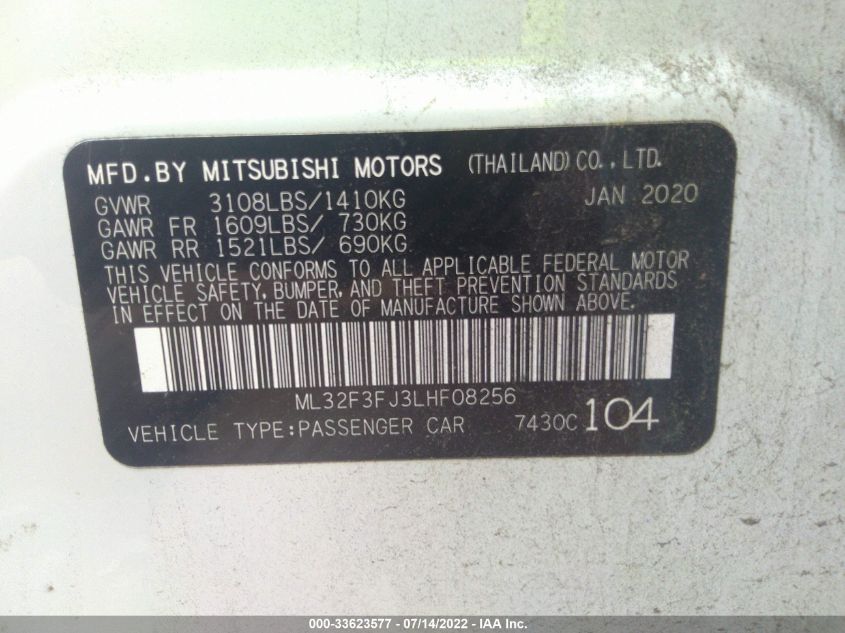 MFD.BY MITSUBISHI MOTORS (THAILAND) CO., LTD.
GVWR 3108LBS/1410KG JAN 2020
GAWR FR 1609LBS/ 730KG
GAWR RR 1521LBS/ 690KG
THIS VEHICLE CONFORMS TO ALL APPLICABLE FEDERAL MOTOR
VEHICLE SAFETY, BUMPER, AND THEFT PREVENTION STANDARDS
IN EFFECT ON THE DATE OF MANUFACTURE SHOWN ABOVE.
ML32F3FJ3LHF08256
VEHICLE TYPE:PASSENGER CAR 7430C 104
000-33623577 - 07/14/2022 - IAA Inc.